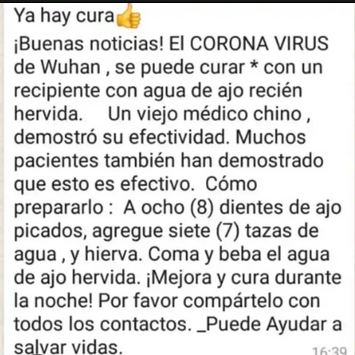 Ya hay cura👍
¡Buenas noticias! El CORONA VIRUS
de Wuhan , se puede curar * con un
recipiente con agua de ajo recién
hervida. Un viejo médico chino ,
demostró su efectividad. Muchos
pacientes también han demostrado
que esto es efectivo. Cómo
prepararlo : A ocho (8) dientes de ajo
picados, agregue siete (7) tazas de
agua , y hierva. Coma y beba el agua
de ajo hervida. ¡Mejora y cura durante
la noche! Por favor compártelo con
todos los contactos. _Puede Ayudar a
salvar vidas.
16:39